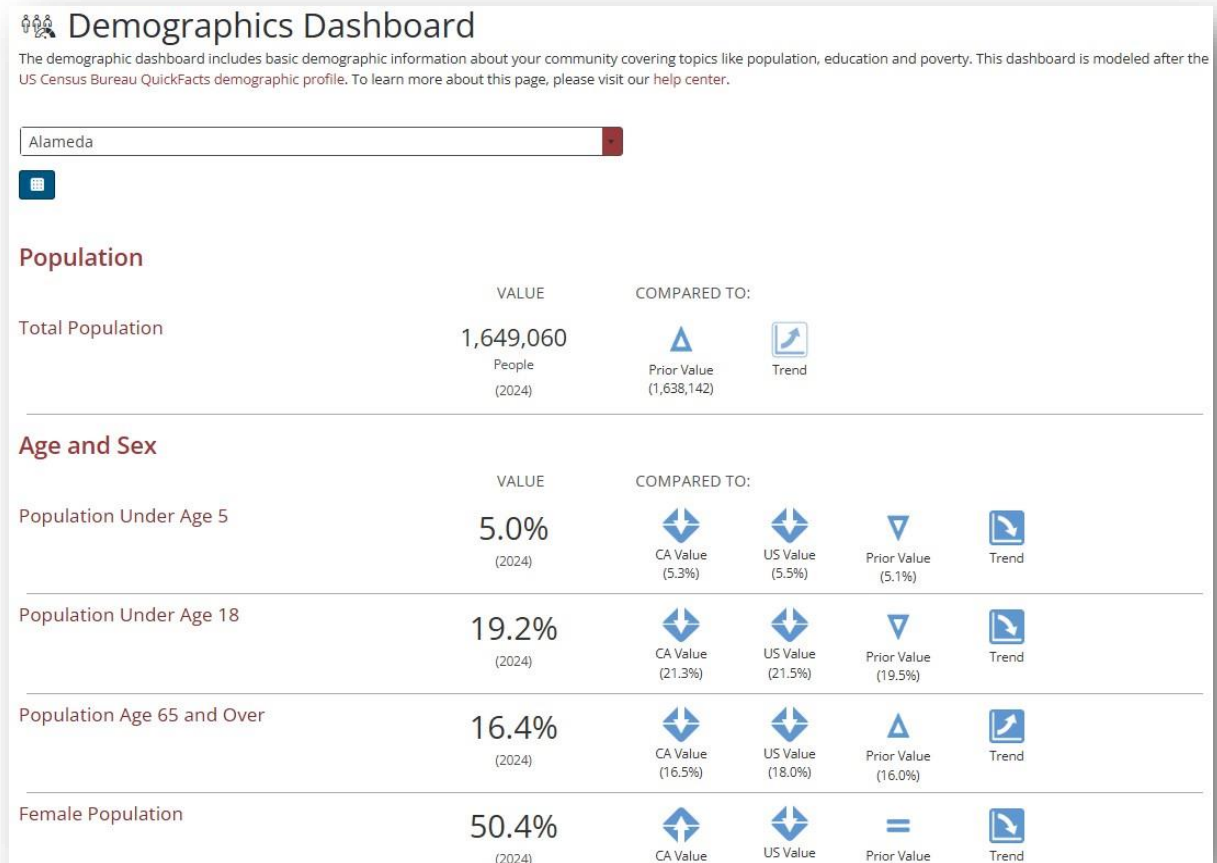 Demographics Dashboard
The demographic dashboard includes basic demographic information about your community covering topics like population, education and poverty. This dashboard is modeled after the
US Census Bureau QuickFacts demographic profile. To learn more about this page, please visit our help center.
Alameda
Population
VALUE COMPARED TO:
Total Population
1,649,060
People
(2024)
Prior Value
(1,638,142)
Trend
Age and Sex
VALUE COMPARED TO:
Population Under Age 5
5.0%
(2024)
CA Value
(5.3%)
US Value
(5.5%)
Prior Value
(5.1%)
Trend
Population Under Age 18
19.2%
(2024)
CA Value
(21.3%)
US Value
(21.5%)
Prior Value
(19.5%)
Trend
Population Age 65 and Over
16.4%
(2024)
CA Value
(16.5%)
US Value
(18.0%)
Prior Value
(16.0%)
Trend
Female Population
50.4%
(2024)
CA Value
US Value
Prior Value
Trend